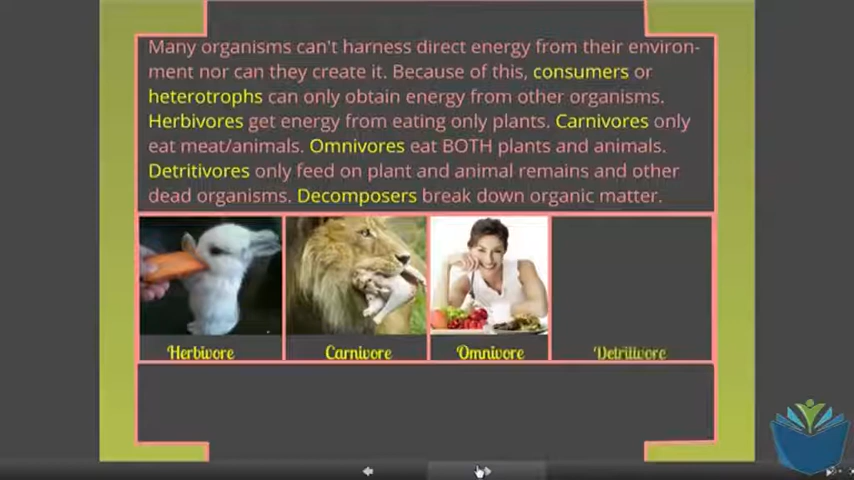 Many organisms can't harness direct energy from their environ-
ment nor can they create it. Because of this, consumers or
heterotrophs can only obtain energy from other organisms.
Herbivores get energy from eating only plants. Carnivores only
eat meat/animals. Omnivores eat BOTH plants and animals.
Detritivores only feed on plant and animal remains and other
dead organisms. Decomposers break down organic matter.
Herbivore
Carnivore
Omnivore
Detritivore